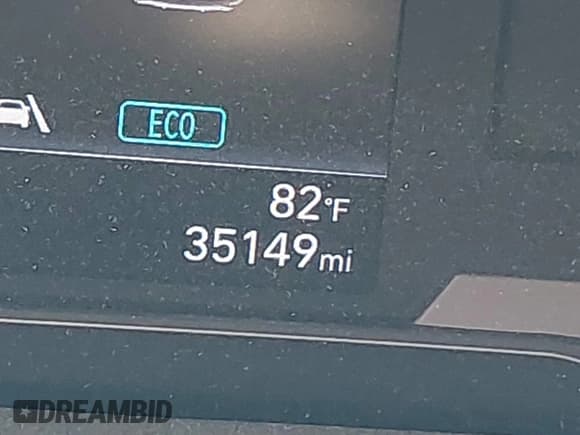 ECO
82°F
35149mi
DREAMBID